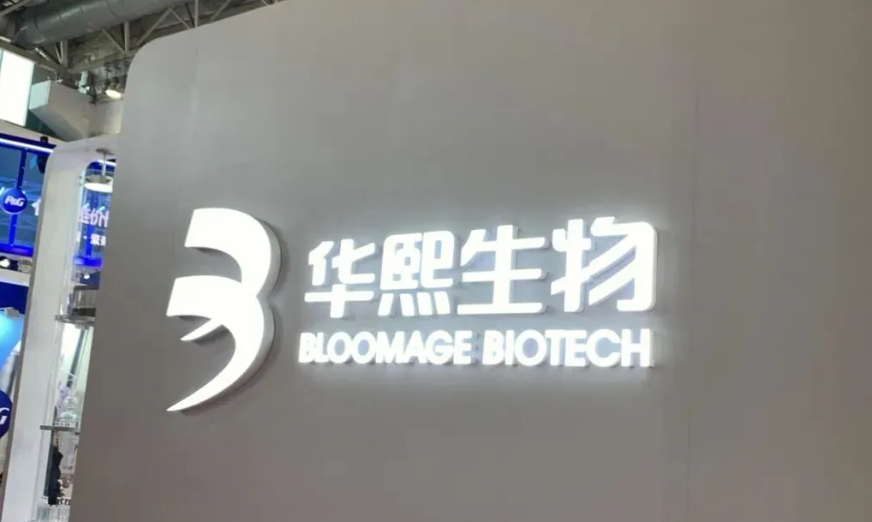 华熙生物
BLOOMAGE BIOTECH
P&G